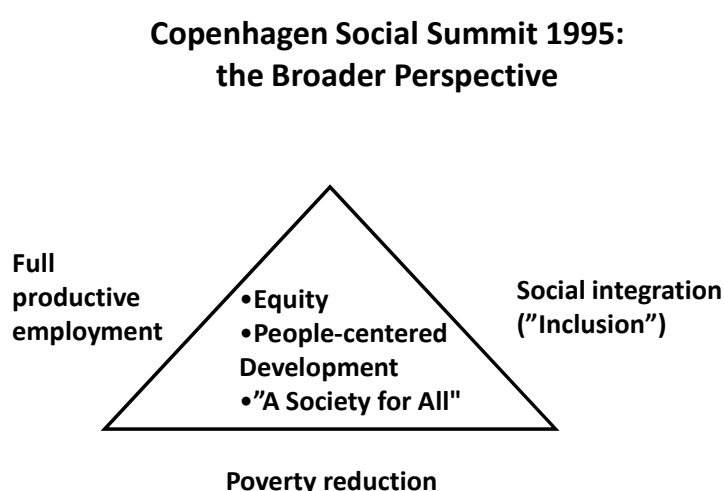 Copenhagen Social Summit 1995:
the Broader Perspective
Full
productive
employment
•Equity
•People-centered
Development
•”A Society for All"
Social integration
(”Inclusion”)
Poverty reduction